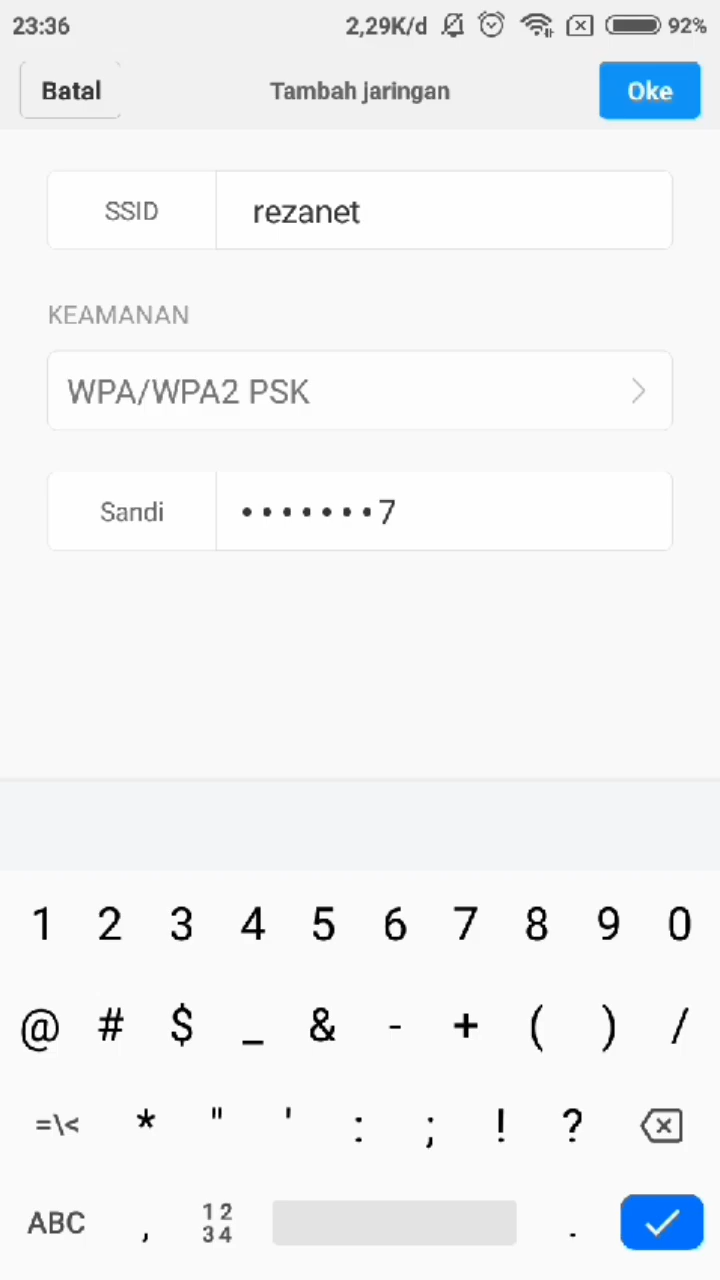 23:36 2,29K/d 92%
Batal Tambah jaringan Oke
SSID rezanet
KEAMANAN
WPA/WPA2 PSK
Sandi •••••••7
1 2 3 4 5 6 7 8 9 0
@ # $ _ & - + ( ) /
=\< * " ' : ; ! ?
ABC , 12 34 .